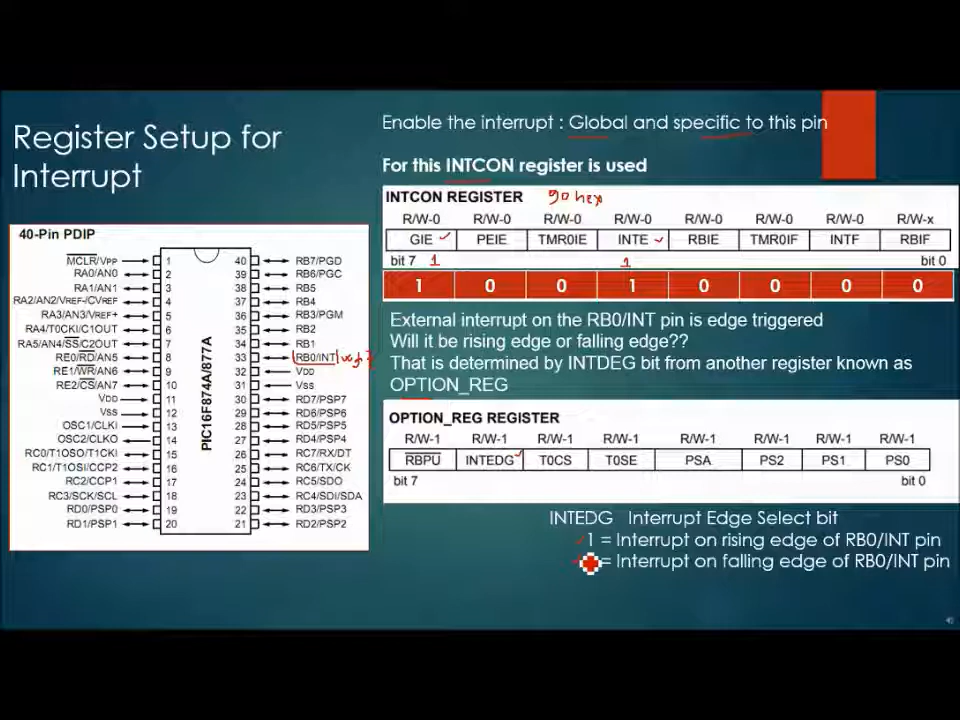 Register Setup for
Interrupt
Enable the interrupt : Global and specific to this pin
For this INTCON register is used
INTCON REGISTER 90 hex
R/W-0 R/W-0 R/W-0 R/W-0 R/W-0 R/W-0 R/W-0 R/W-x
GIE PEIE TMR0IE INTE RBIE TMR0IF INTF RBIF
bit 7 1 1 bit 0
1 0 0 1 0 0 0 0
External interrupt on the RB0/INT pin is edge triggered
Will it be rising edge or falling edge??
That is determined by INTDEG bit from another register known as
OPTION_REG
OPTION_REG REGISTER
R/W-1 R/W-1 R/W-1 R/W-1 R/W-1 R/W-1 R/W-1 R/W-1
RBPU INTEDG T0CS T0SE PSA PS2 PS1 PS0
bit 7 bit 0
INTEDG Interrupt Edge Select bit
1 = Interrupt on rising edge of RB0/INT pin
= Interrupt on falling edge of RB0/INT pin
40-Pin PDIP
MCLR/VPP 1 40 RB7/PGD
RA0/AN0 2 39 RB6/PGC
RA1/AN1 3 38 RB5
RA2/AN2/VREF-/CVREF 4 37 RB4
RA3/AN3/VREF+ 5 36 RB3/PGM
RA4/T0CKI/C1OUT 6 35 RB2
RA5/AN4/SS/C2OUT 7 34 RB1
RE0/RD/AN5 8 33 RB0/INT
RE1/WR/AN6 9 32 VDD
RE2/CS/AN7 10 31 VSS
VDD 11 30 RD7/PSP7
VSS 12 29 RD6/PSP6
OSC1/CLKI 13 28 RD5/PSP5
OSC2/CLKO 14 27 RD4/PSP4
RC0/T1OSO/T1CKI 15 26 RC7/RX/DT
RC1/T1OSI/CCP2 16 25 RC6/TX/CK
RC2/CCP1 17 24 RC5/SDO
RC3/SCK/SCL 18 23 RC4/SDI/SDA
RD0/PSP0 19 22 RD3/PSP3
RD1/PSP1 20 21 RD2/PSP2
PIC16F874A/877A